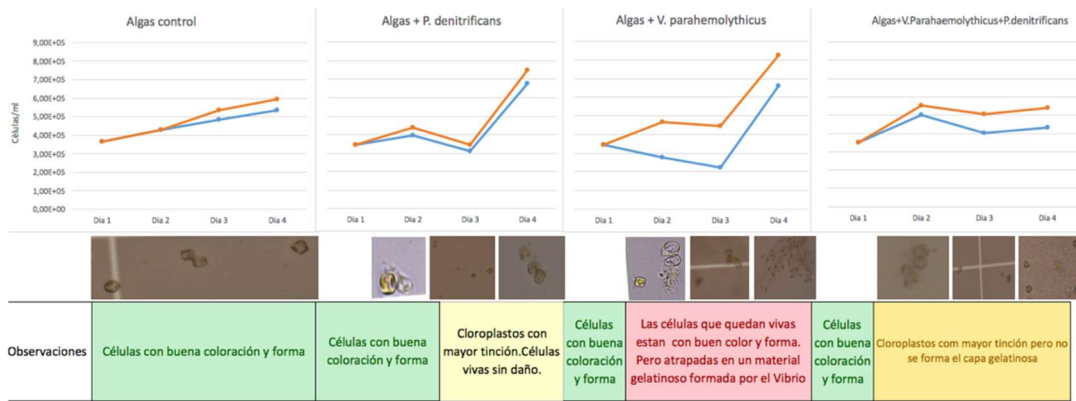 Algas control
Algas + P. denitrificans
Algas + V. parahemolythicus
Algas+V.Parahaemolythicus+P.denitrificans
Células/ml
9,00E+05
8,00E+05
7,00E+05
6,00E+05
5,00E+05
4,00E+05
3,00E+05
2,00E+05
1,00E+05
0,00E+00
Dia 1 Dia 2 Dia 3 Dia 4
Dia 1 Dia 2 Dia 3 Dia 4
Dia 1 Dia 2 Dia 3 Dia 4
Dia 1 Dia 2 Dia 3 Dia 4
Observaciones
Células con buena coloración y forma
Células con buena
coloración y forma
Cloroplastos con
mayor tinción.Células
vivas sin daño.
Células
con buena
coloración
y forma
Las células que quedan vivas
estan con buen color y forma.
Pero atrapadas en un material
gelatinoso formada por el Vibrio
Células
con buena
coloración
y forma
Cloroplastos com mayor tinción pero no
se forma el capa gelatinosa